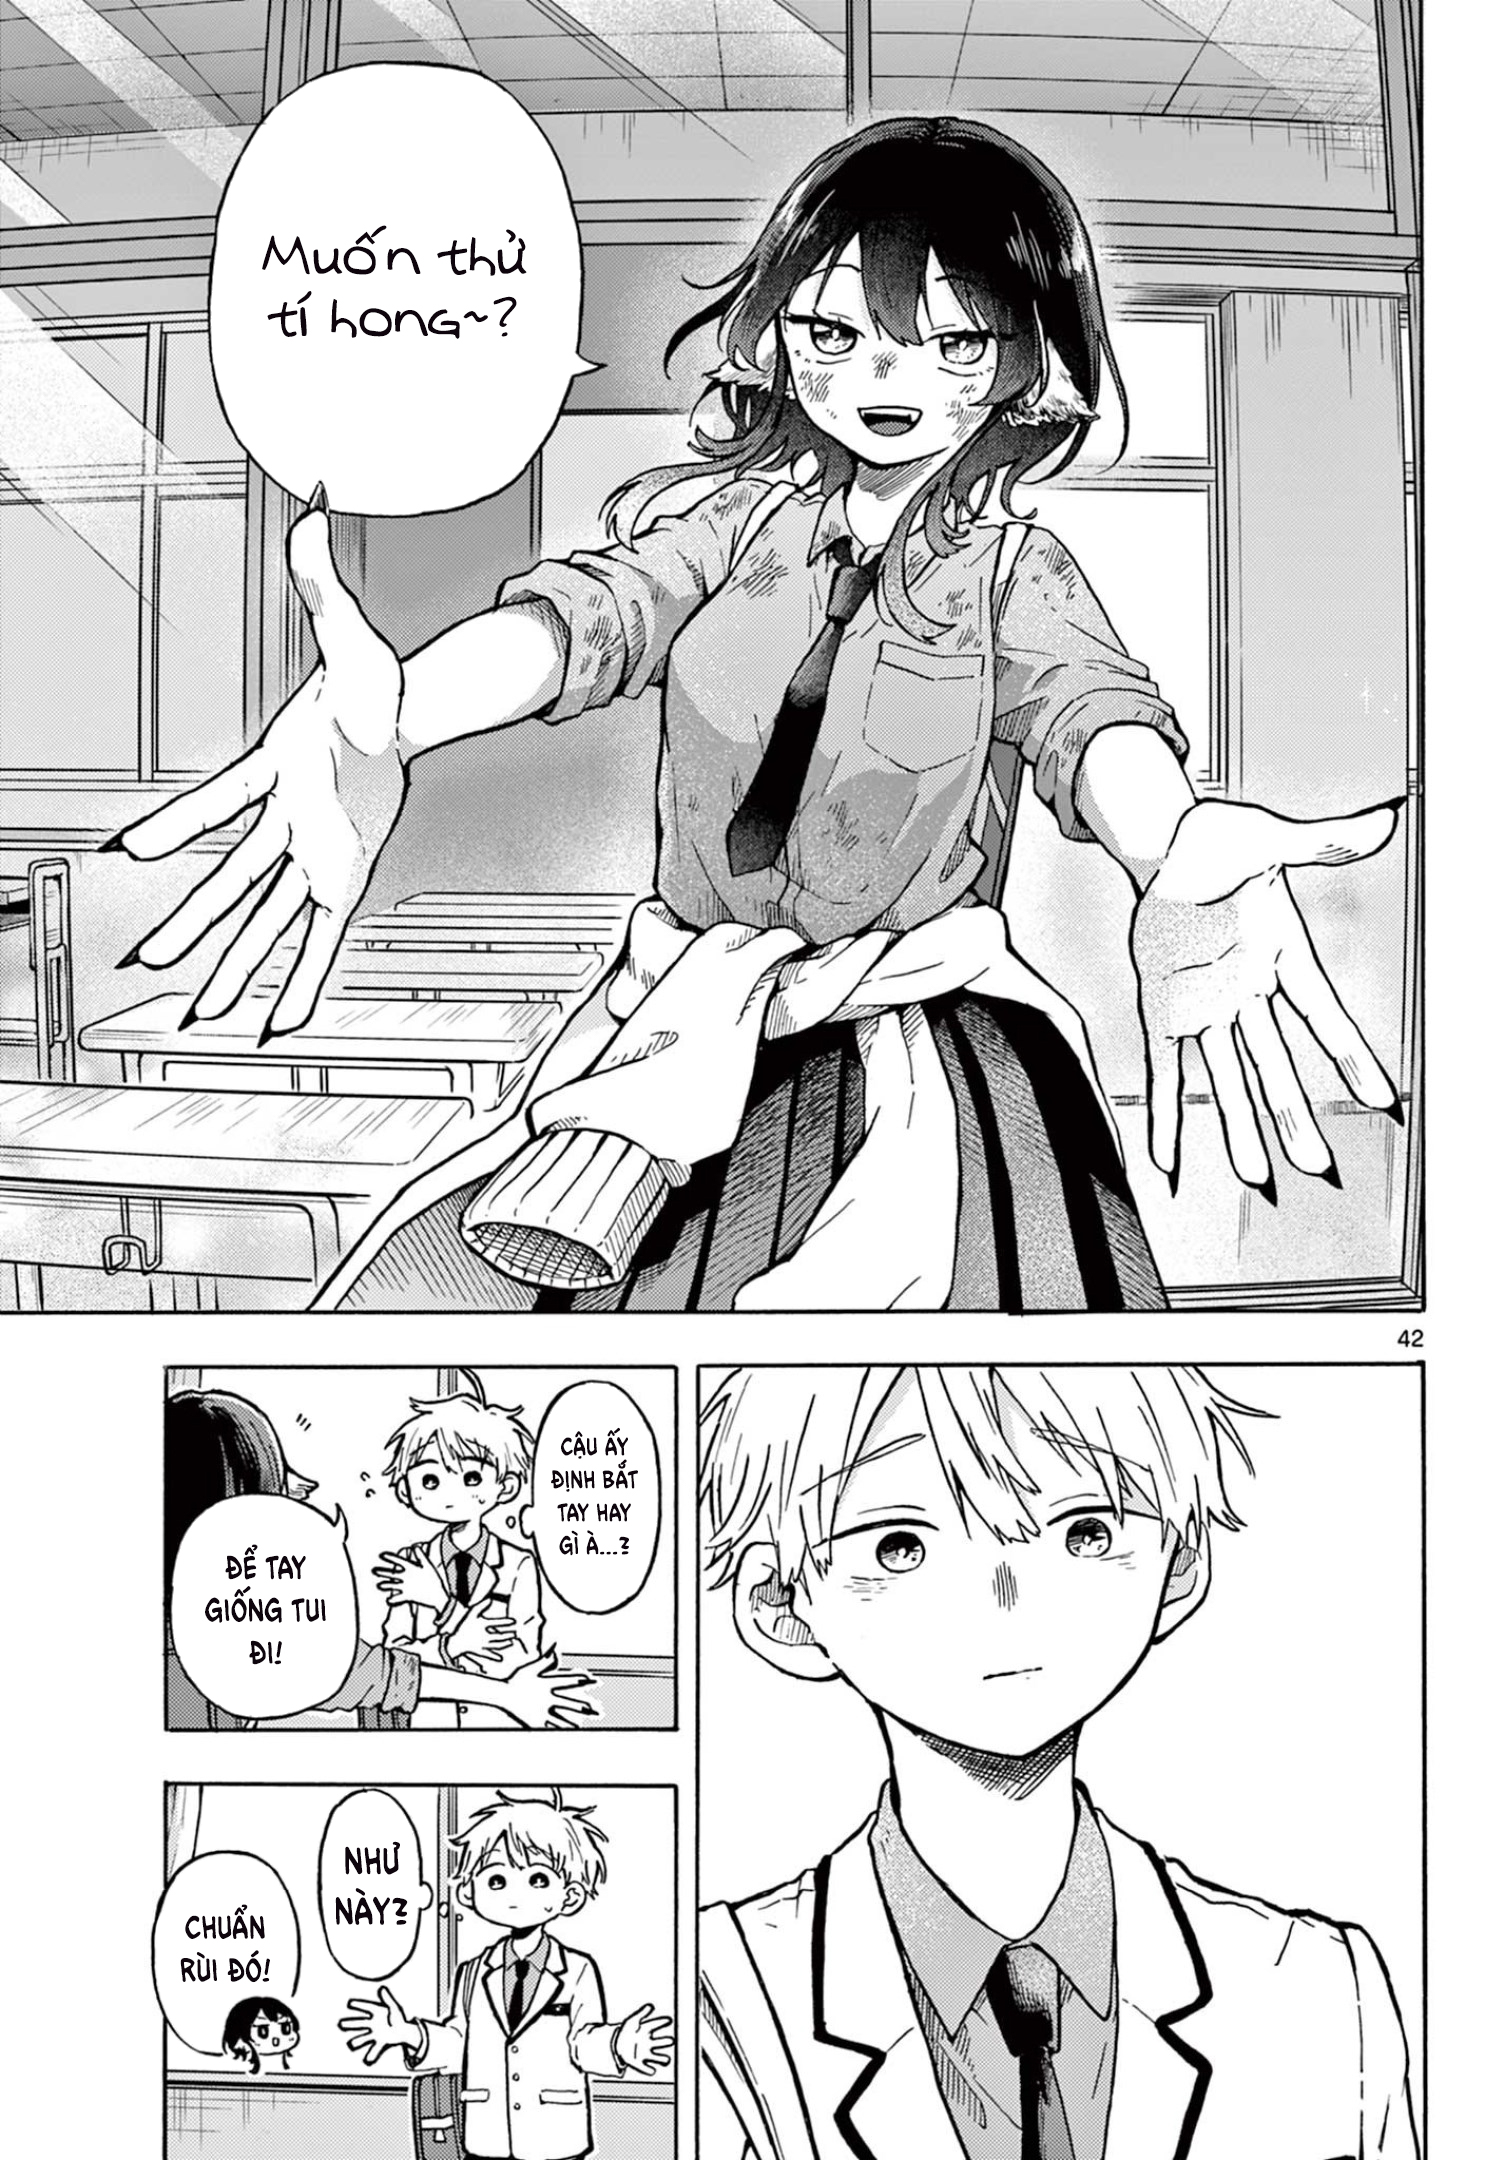 Muốn thử
tí hong~?
42
CẬU ẤY
ĐỊNH BẮT
TAY HAY
GÌ À...?
ĐỂ TAY
GIỐNG TUI
ĐI!
NHƯ
NÀY?
CHUẨN
RÙI ĐÓ!